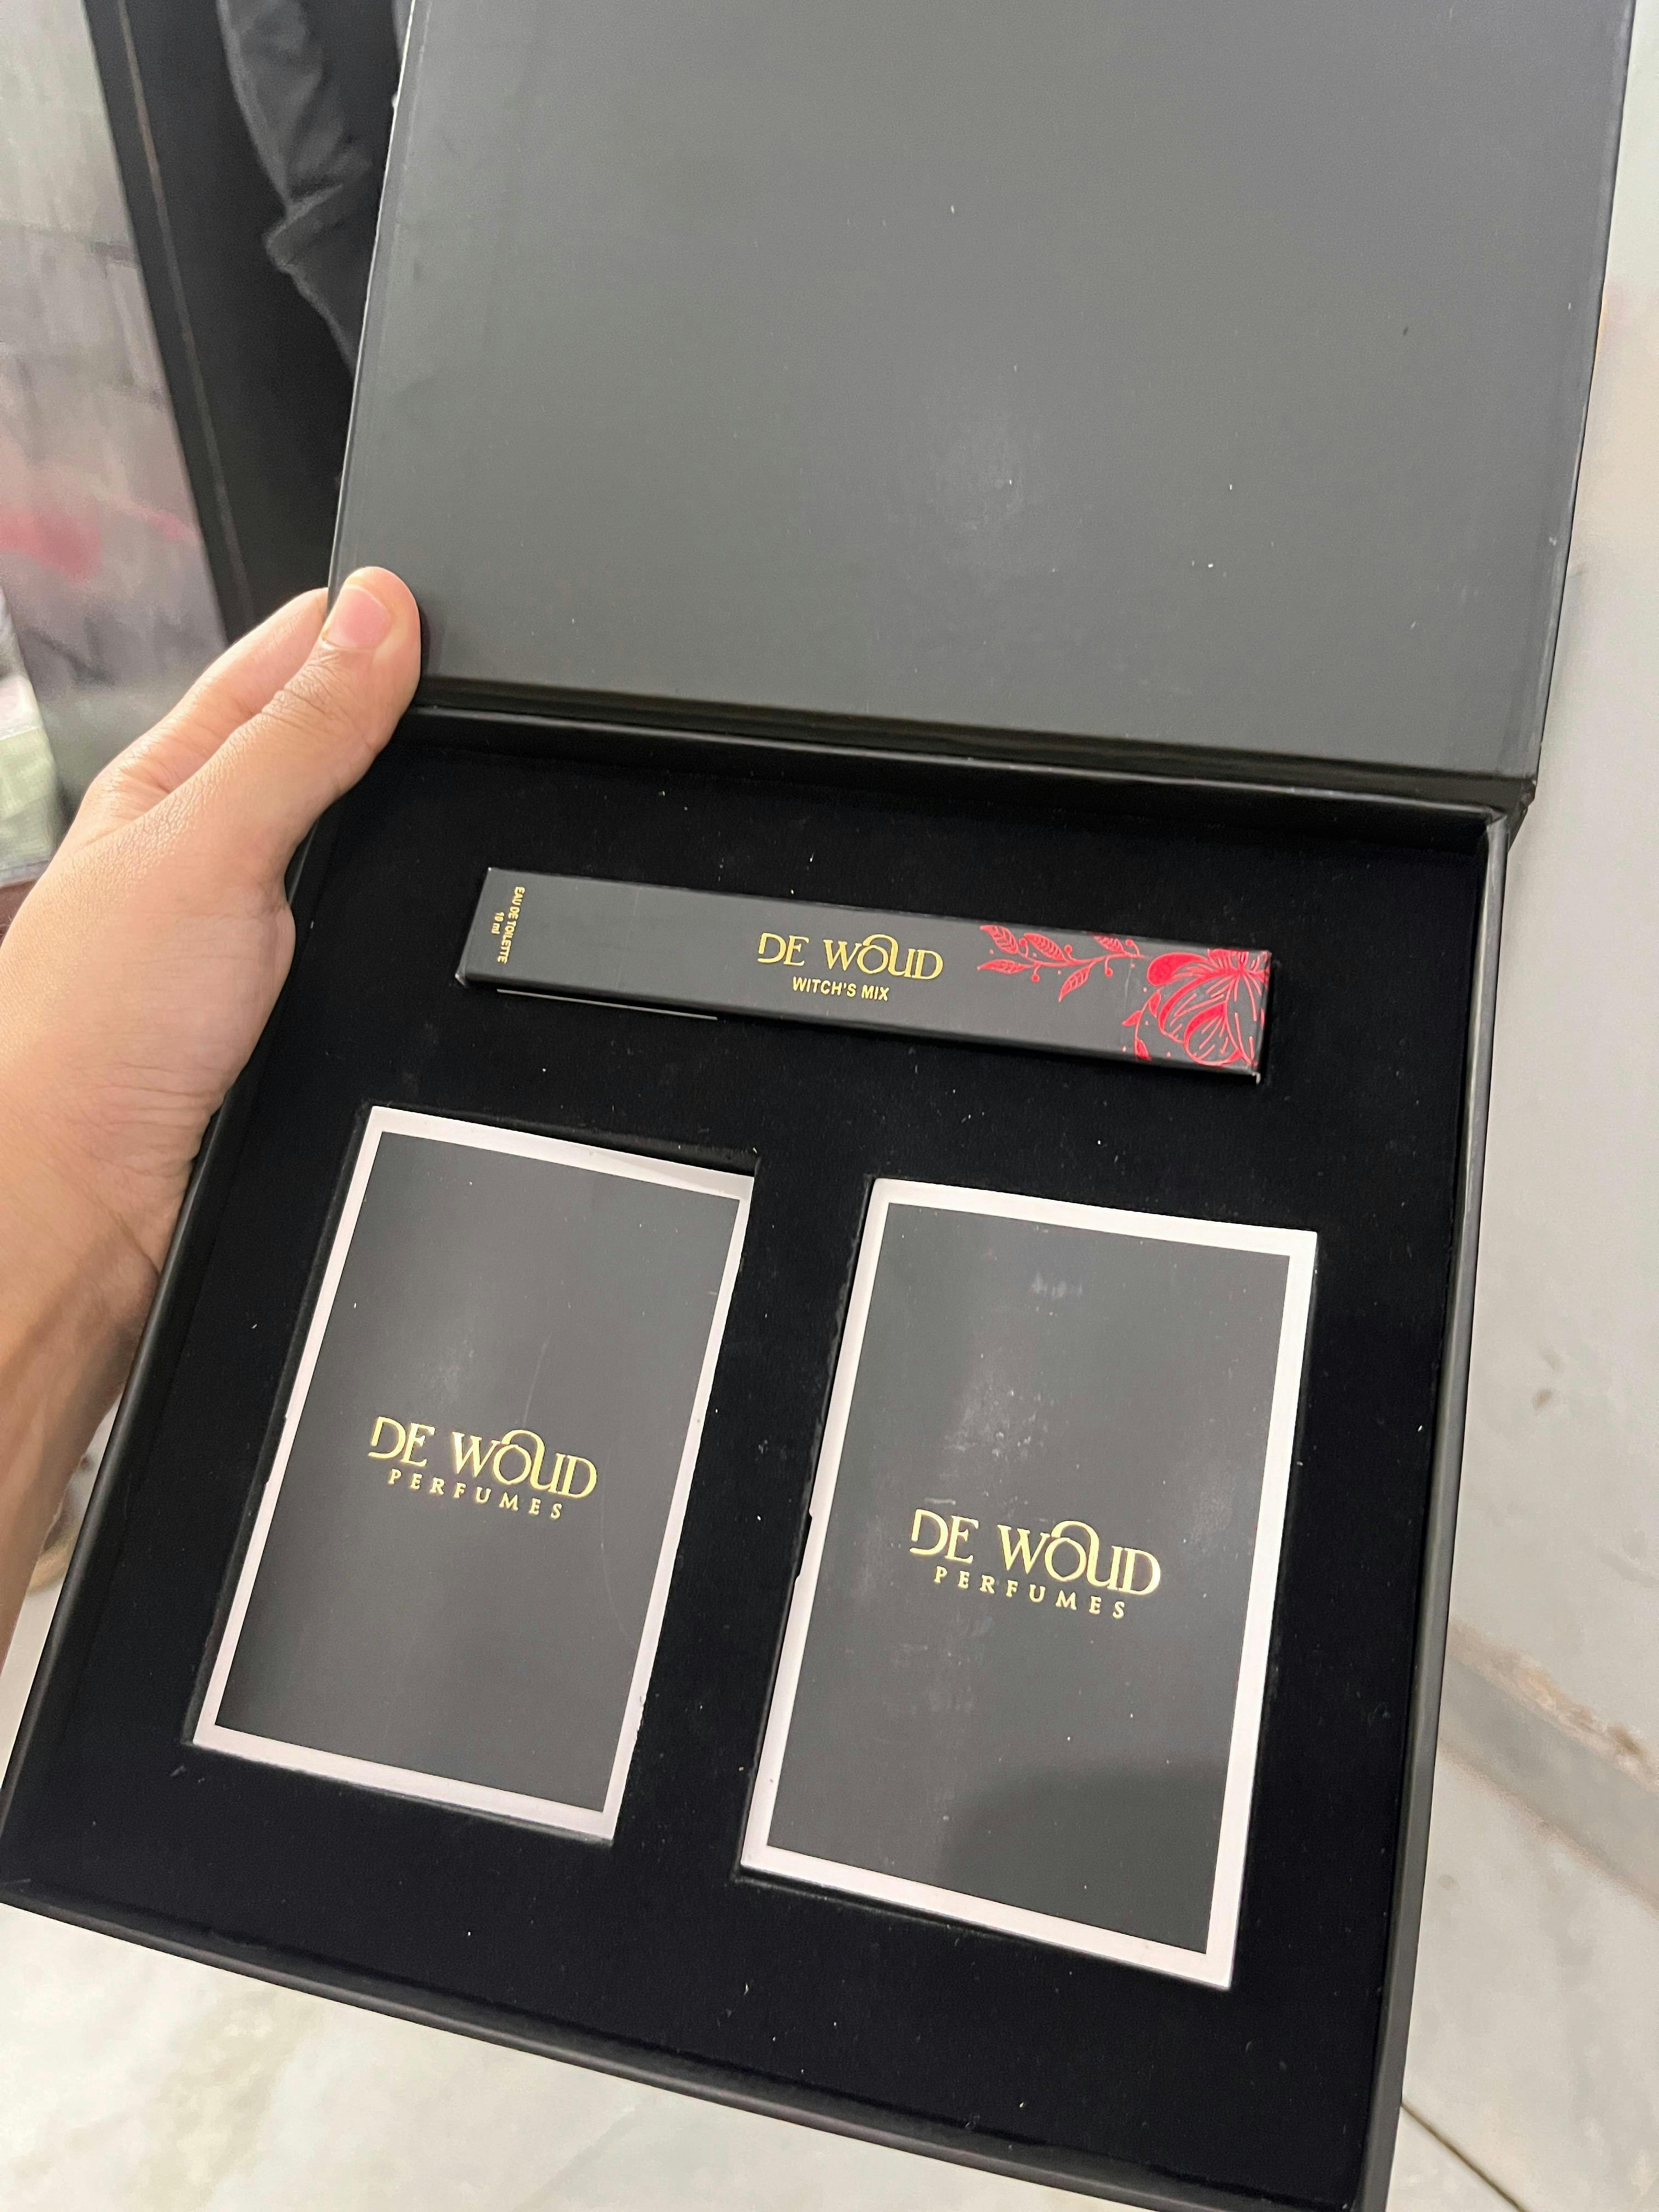 EAU DE TOILETTE
10 ml
DE WOUD
WITCH'S MIX
DE WOUD
PERFUMES
DE WOUD
PERFUMES